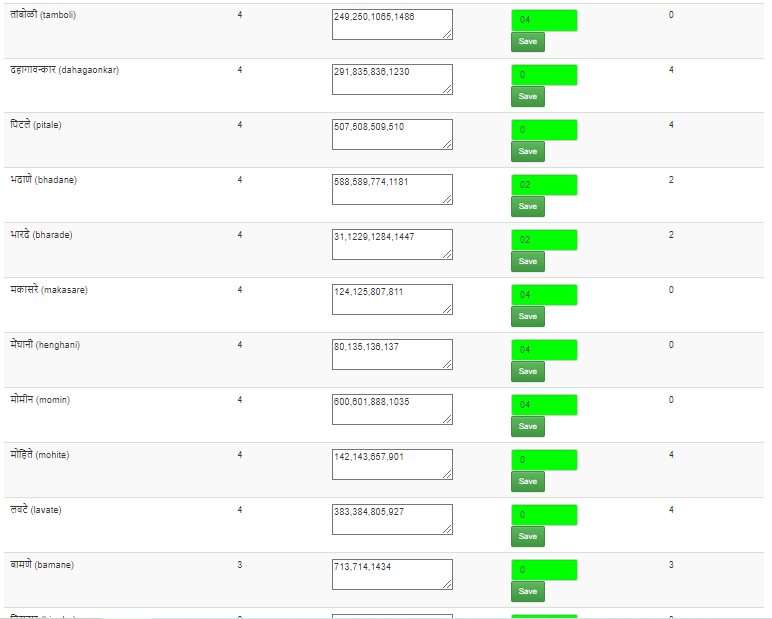 तांबोळी (tamboli) 4 249,250,1065,1486 04 0
Save
दहागावन्कार (dahagaonkar) 4 291,835,836,1230 0 4
Save
पिटले (pitale) 4 507,508,509,510 0 4
Save
भदाणे (bhadane) 4 588,589,774,1181 02 2
Save
भारदे (bharade) 4 31,1229,1284,1447 02 2
Save
मकासरे (makasare) 4 124,125,807,811 04 0
Save
मेंघानी (henghani) 4 80,135,136,137 04 0
Save
मोमीन (momin) 4 600,601,888,1035 04 0
Save
मोहिते (mohite) 4 142,143,657,901 0 4
Save
लवटे (lavate) 4 383,384,805,927 0 4
Save
बामणे (bamane) 3 713,714,1434 0 3
Save